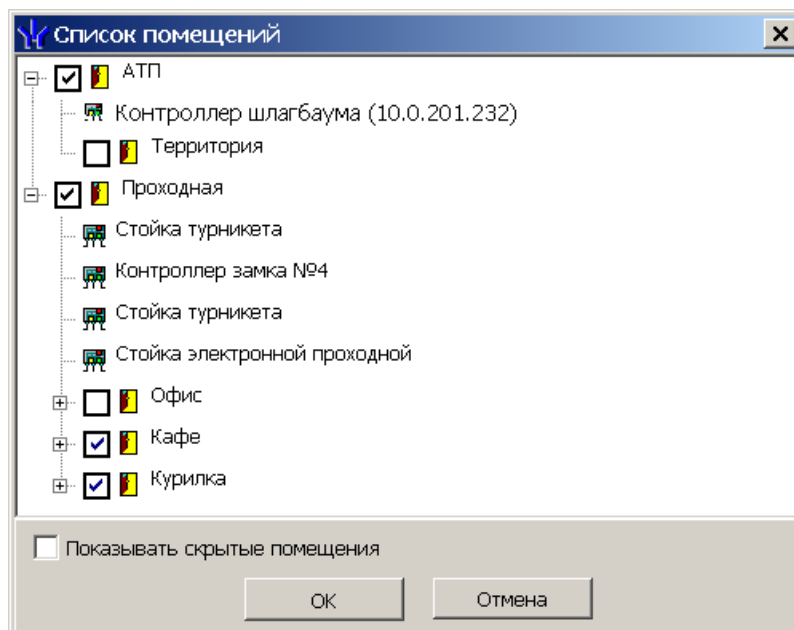 Список помещений
АТП
Контроллер шлагбаума (10.0.201.232)
Территория
Проходная
Стойка турникета
Контроллер замка №4
Стойка турникета
Стойка электронной проходной
Офис
Кафе
Курилка
Показывать скрытые помещения
ОК
Отмена